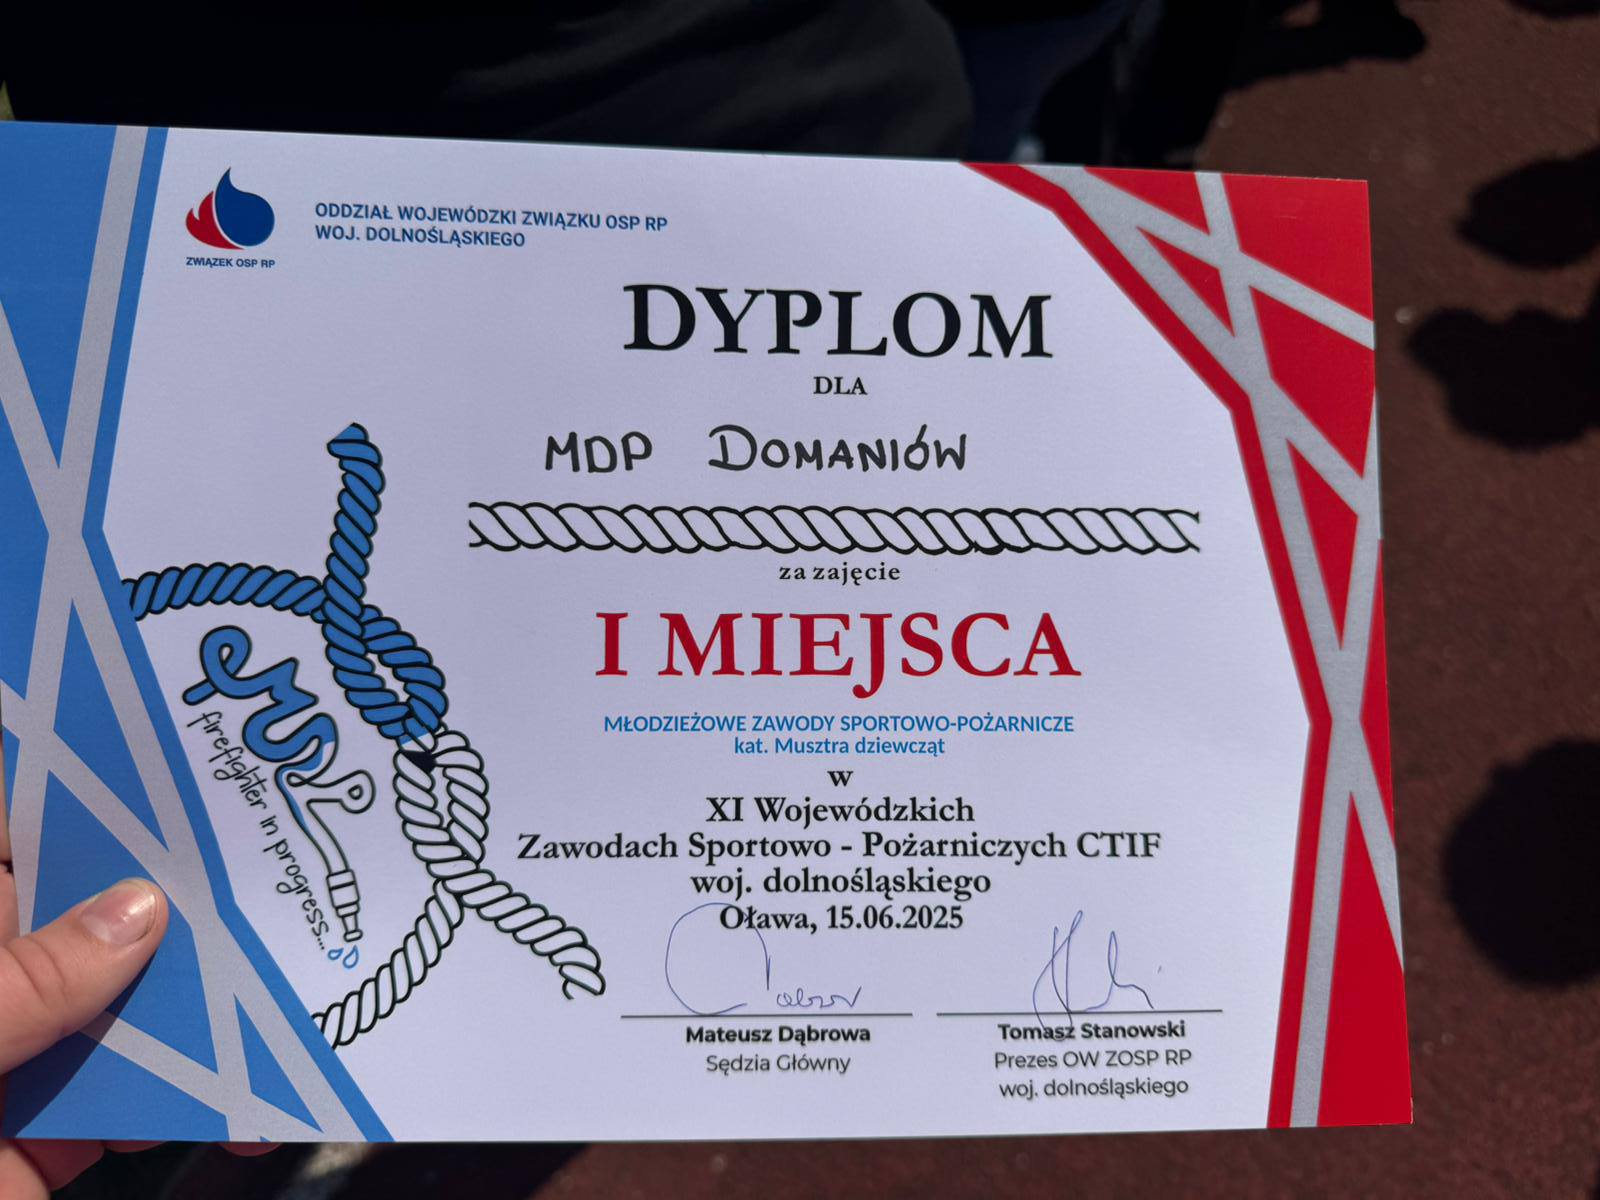 ZWIĄZEK OSP RP
ODDZIAŁ WOJEWÓDZKI ZWIĄZKU OSP RP
WOJ. DOLNOŚLĄSKIEGO
DYPLOM
DLA
MDP DOMANIÓW
za zajęcie
I MIEJSCA
MŁODZIEŻOWE ZAWODY SPORTOWO-POŻARNICZE
kat. Musztra dziewcząt
w
XI Wojewódzkich
Zawodach Sportowo - Pożarniczych CTIF
woj. dolnośląskiego
Oława, 15.06.2025
MDP
firefighter in progress...
Mateusz Dąbrowa
Sędzia Główny
Tomasz Stanowski
Prezes OW ZOSP RP
woj. dolnośląskiego